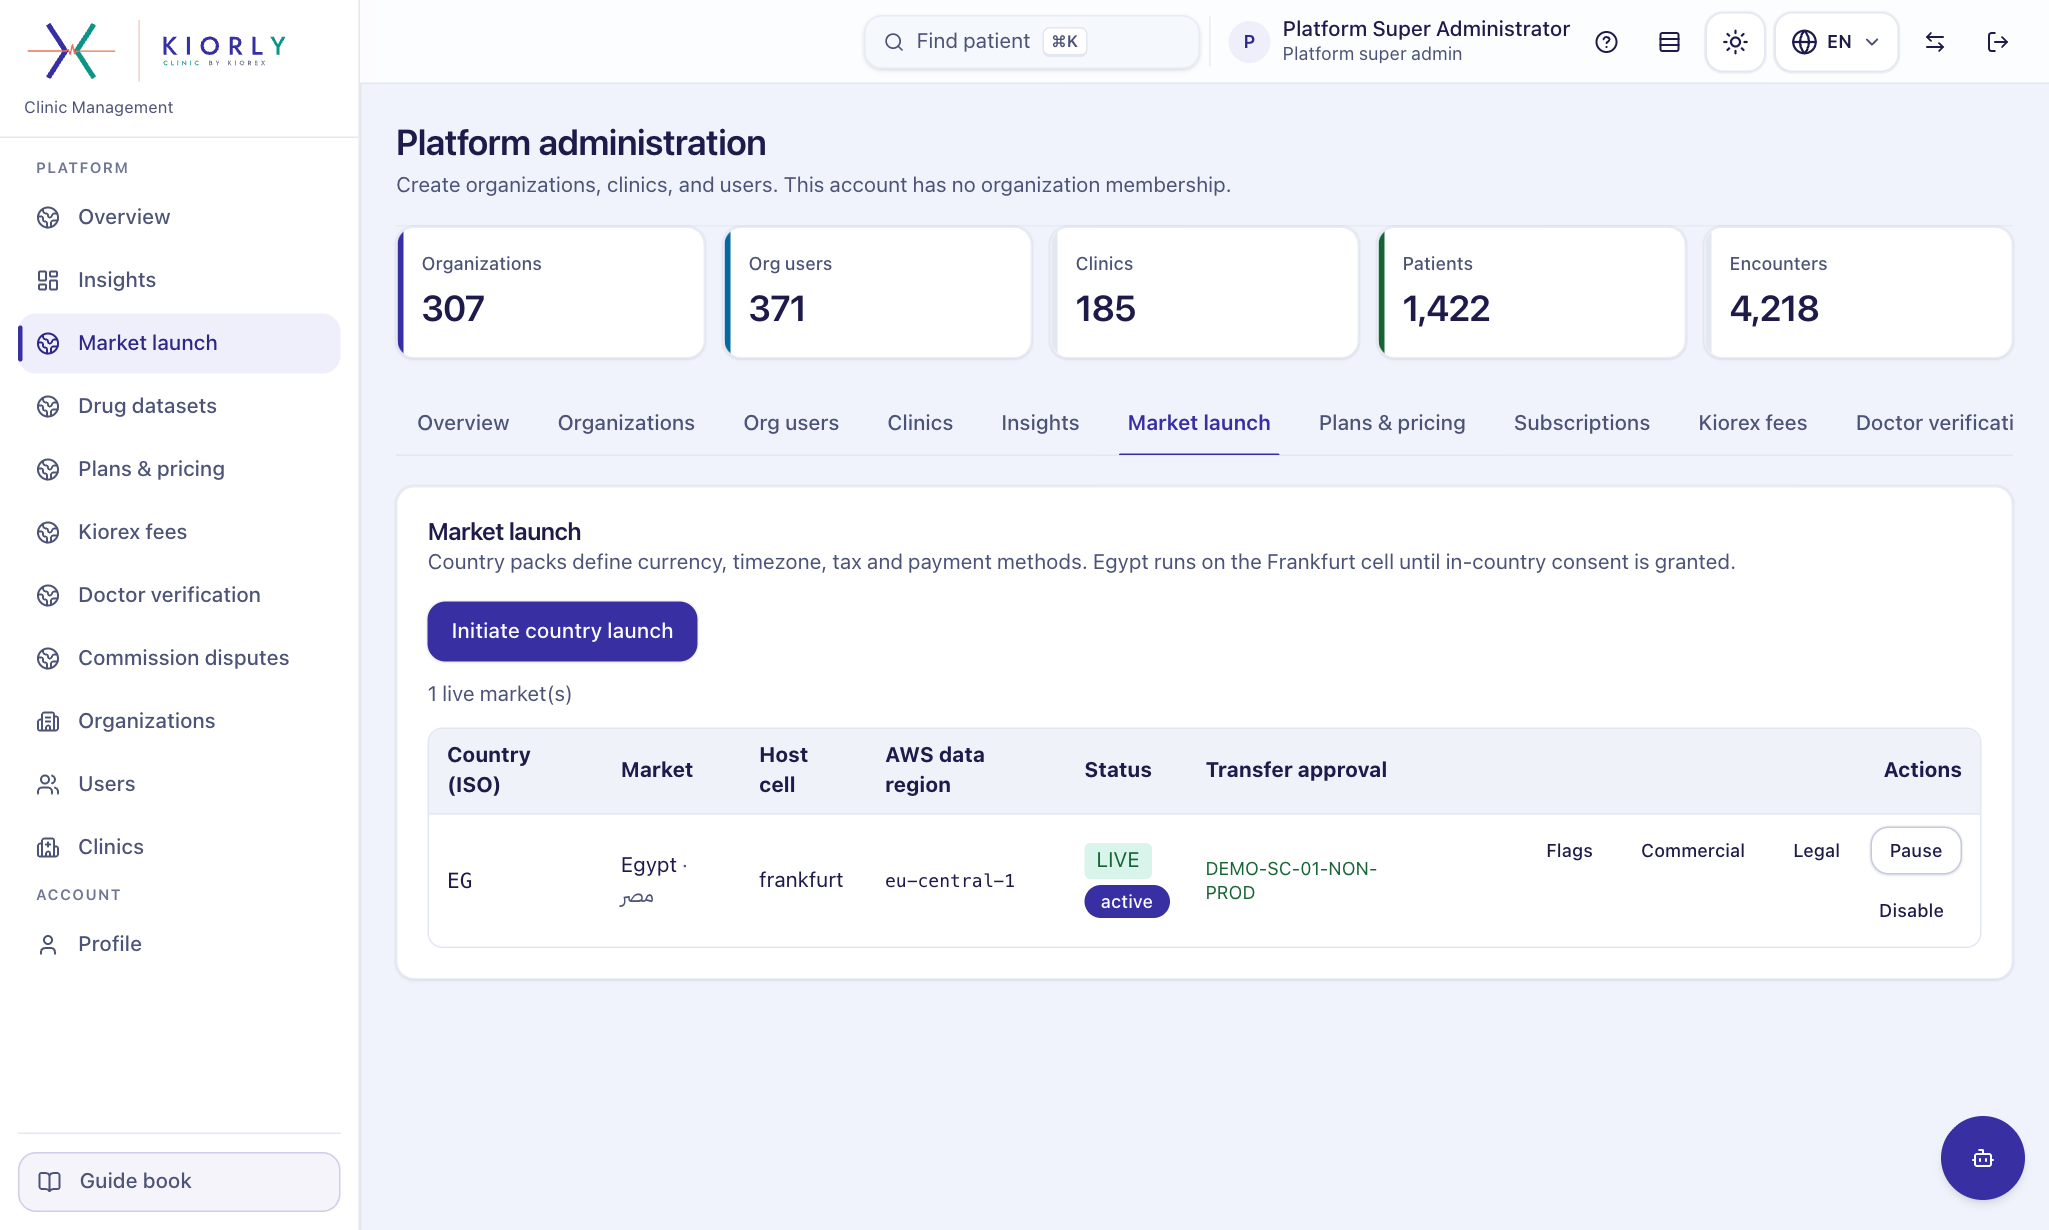 KIORLY
CLINIC BY KIOREX
Clinic Management
Find patient ⌘K
P
Platform Super Administrator
Platform super admin
EN
PLATFORM
Overview
Insights
Market launch
Drug datasets
Plans & pricing
Kiorex fees
Doctor verification
Commission disputes
Organizations
Users
Clinics
ACCOUNT
Profile
Guide book
Platform administration
Create organizations, clinics, and users. This account has no organization membership.
Organizations
307
Org users
371
Clinics
185
Patients
1,422
Encounters
4,218
Overview Organizations Org users Clinics Insights Market launch Plans & pricing Subscriptions Kiorex fees Doctor verificati
Market launch
Country packs define currency, timezone, tax and payment methods. Egypt runs on the Frankfurt cell until in-country consent is granted.
Initiate country launch
1 live market(s)
Country (ISO) Market Host cell AWS data region Status Transfer approval Actions
EG
Egypt ·
مصر
frankfurt
eu-central-1
LIVE
active
DEMO-SC-01-NON-
PROD
Flags Commercial Legal Pause
Disable